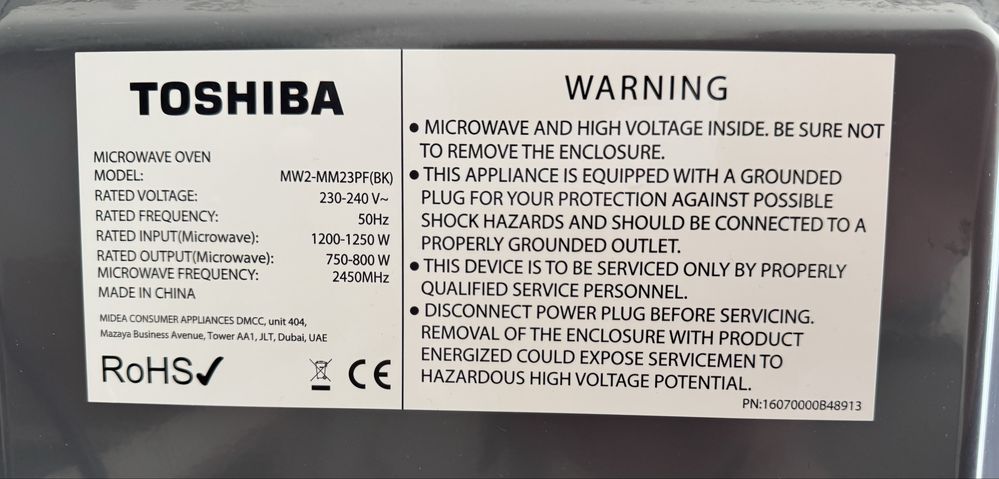 TOSHIBA
MICROWAVE OVEN
MODEL: MW2-MM23PF(BK)
RATED VOLTAGE: 230-240 V~
RATED FREQUENCY: 50Hz
RATED INPUT(Microwave): 1200-1250 W
RATED OUTPUT(Microwave): 750-800 W
MICROWAVE FREQUENCY: 2450MHz
MADE IN CHINA
MIDEA CONSUMER APPLIANCES DMCC, unit 404,
Mazaya Business Avenue, Tower AA1, JLT, Dubai, UAE
RoHS✓ CE
WARNING
● MICROWAVE AND HIGH VOLTAGE INSIDE. BE SURE NOT
TO REMOVE THE ENCLOSURE.
● THIS APPLIANCE IS EQUIPPED WITH A GROUNDED
PLUG FOR YOUR PROTECTION AGAINST POSSIBLE
SHOCK HAZARDS AND SHOULD BE CONNECTED TO A
PROPERLY GROUNDED OUTLET.
● THIS DEVICE IS TO BE SERVICED ONLY BY PROPERLY
QUALIFIED SERVICE PERSONNEL.
● DISCONNECT POWER PLUG BEFORE SERVICING.
REMOVAL OF THE ENCLOSURE WITH PRODUCT
ENERGIZED COULD EXPOSE SERVICEMEN TO
HAZARDOUS HIGH VOLTAGE POTENTIAL.
PN:16070000B48913